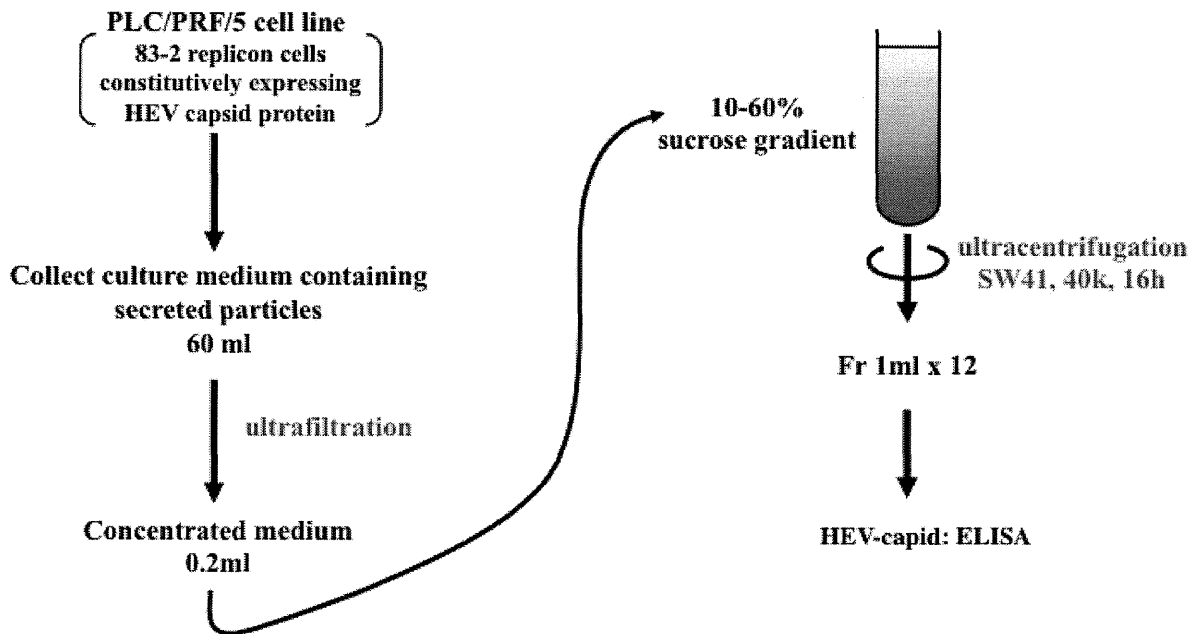 PLC/PRF/5 cell line
83-2 replicon cells
constitutively expressing
HEV capsid protein
Collect culture medium containing
secreted particles
60 ml
ultrafiltration
Concentrated medium
0.2ml
10-60%
sucrose gradient
ultracentrifugation
SW41, 40k, 16h
Fr 1ml x 12
HEV-capid: ELISA